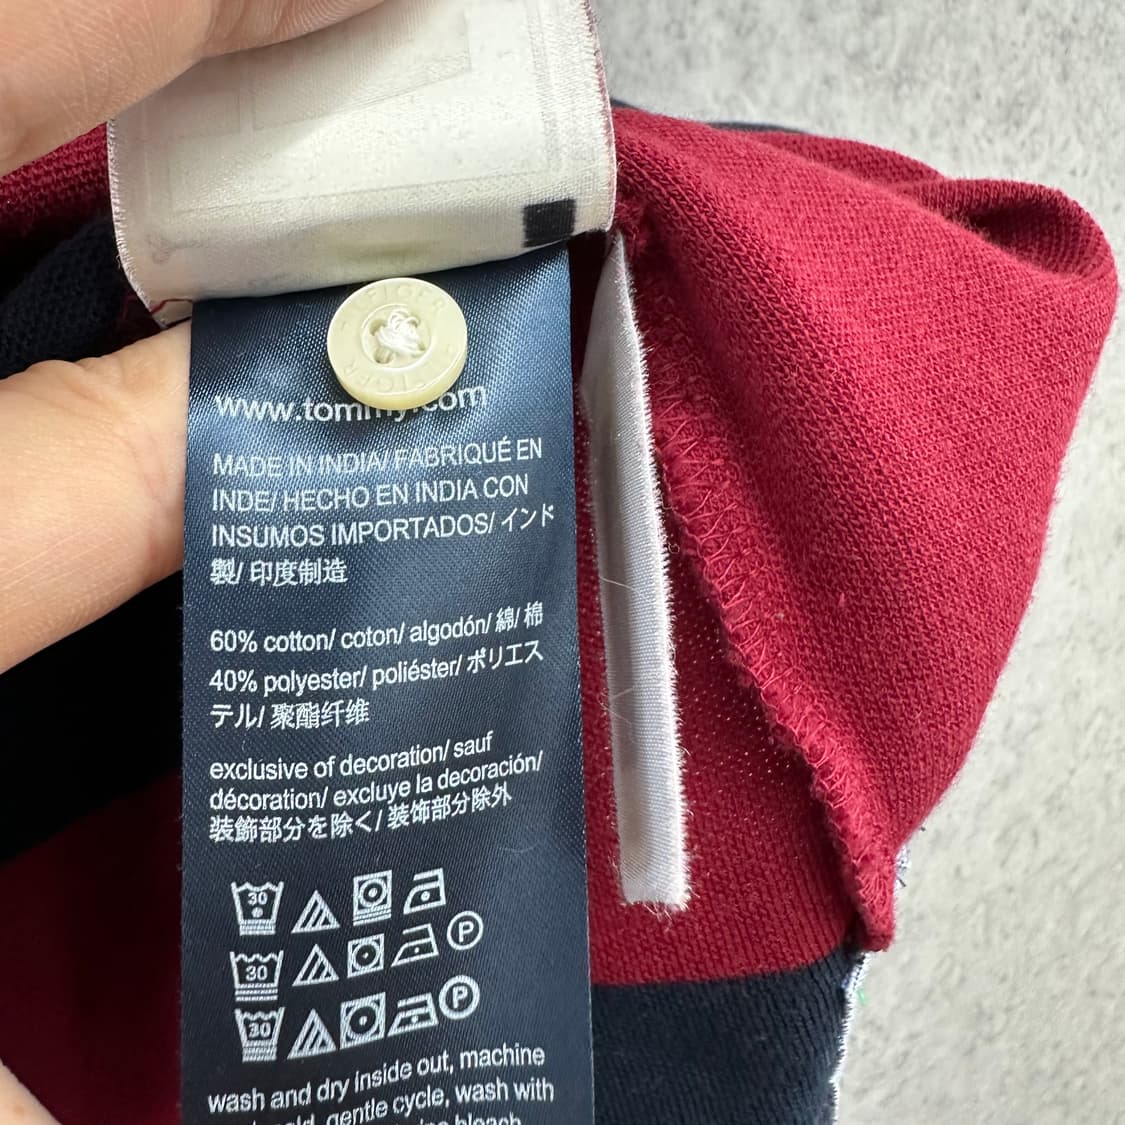 www.tommy.com
MADE IN INDIA/ FABRIQUÉ EN
INDE/ HECHO EN INDIA CON
INSUMOS IMPORTADOS/ インド
製/ 印度制造
60% cotton/ coton/ algodón/ 綿/ 棉
40% polyester/ poliéster/ ポリエス
テル/ 聚酯纤维
exclusive of decoration/ sauf
décoration/ excluye la decoración/
装飾部分を除く/ 装饰部分除外
30
30 P
30 P
wash and dry inside out, machine
wash cold, gentle cycle, wash with
bleach